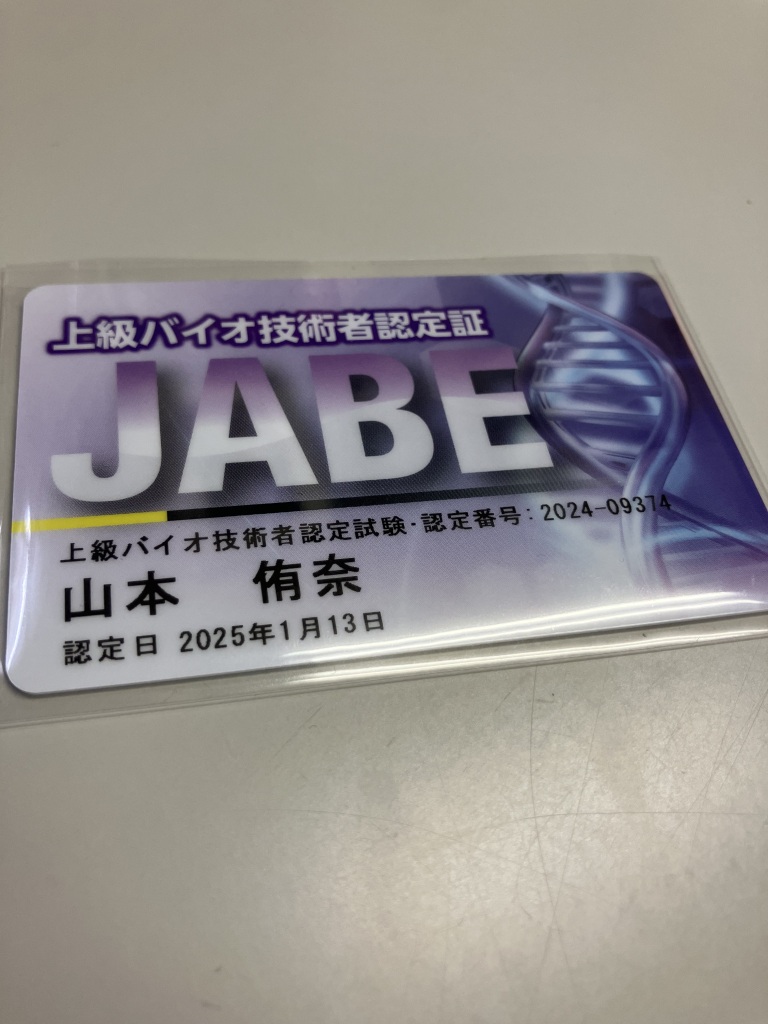 上級バイオ技術者認定証
JABE
上級バイオ技術者認定試験・認定番号：2024-09374
山本　侑奈
認定日 2025年1月13日